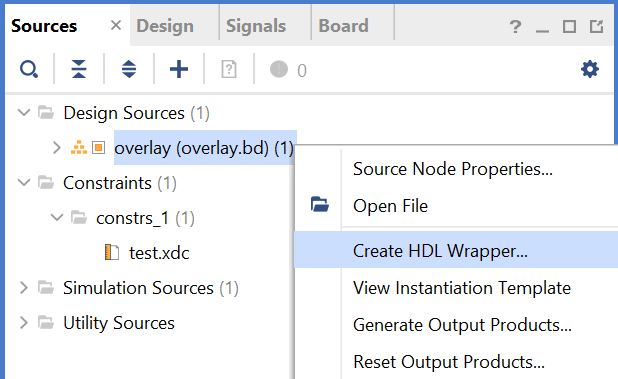 Sources × Design Signals Board ? _
0
Design Sources (1)
overlay (overlay.bd) (1)
Source Node Properties...
Constraints (1)
Open File
constrs_1 (1)
test.xdc
Create HDL Wrapper...
Simulation Sources (1)
View Instantiation Template
Utility Sources
Generate Output Products...
Reset Output Products...